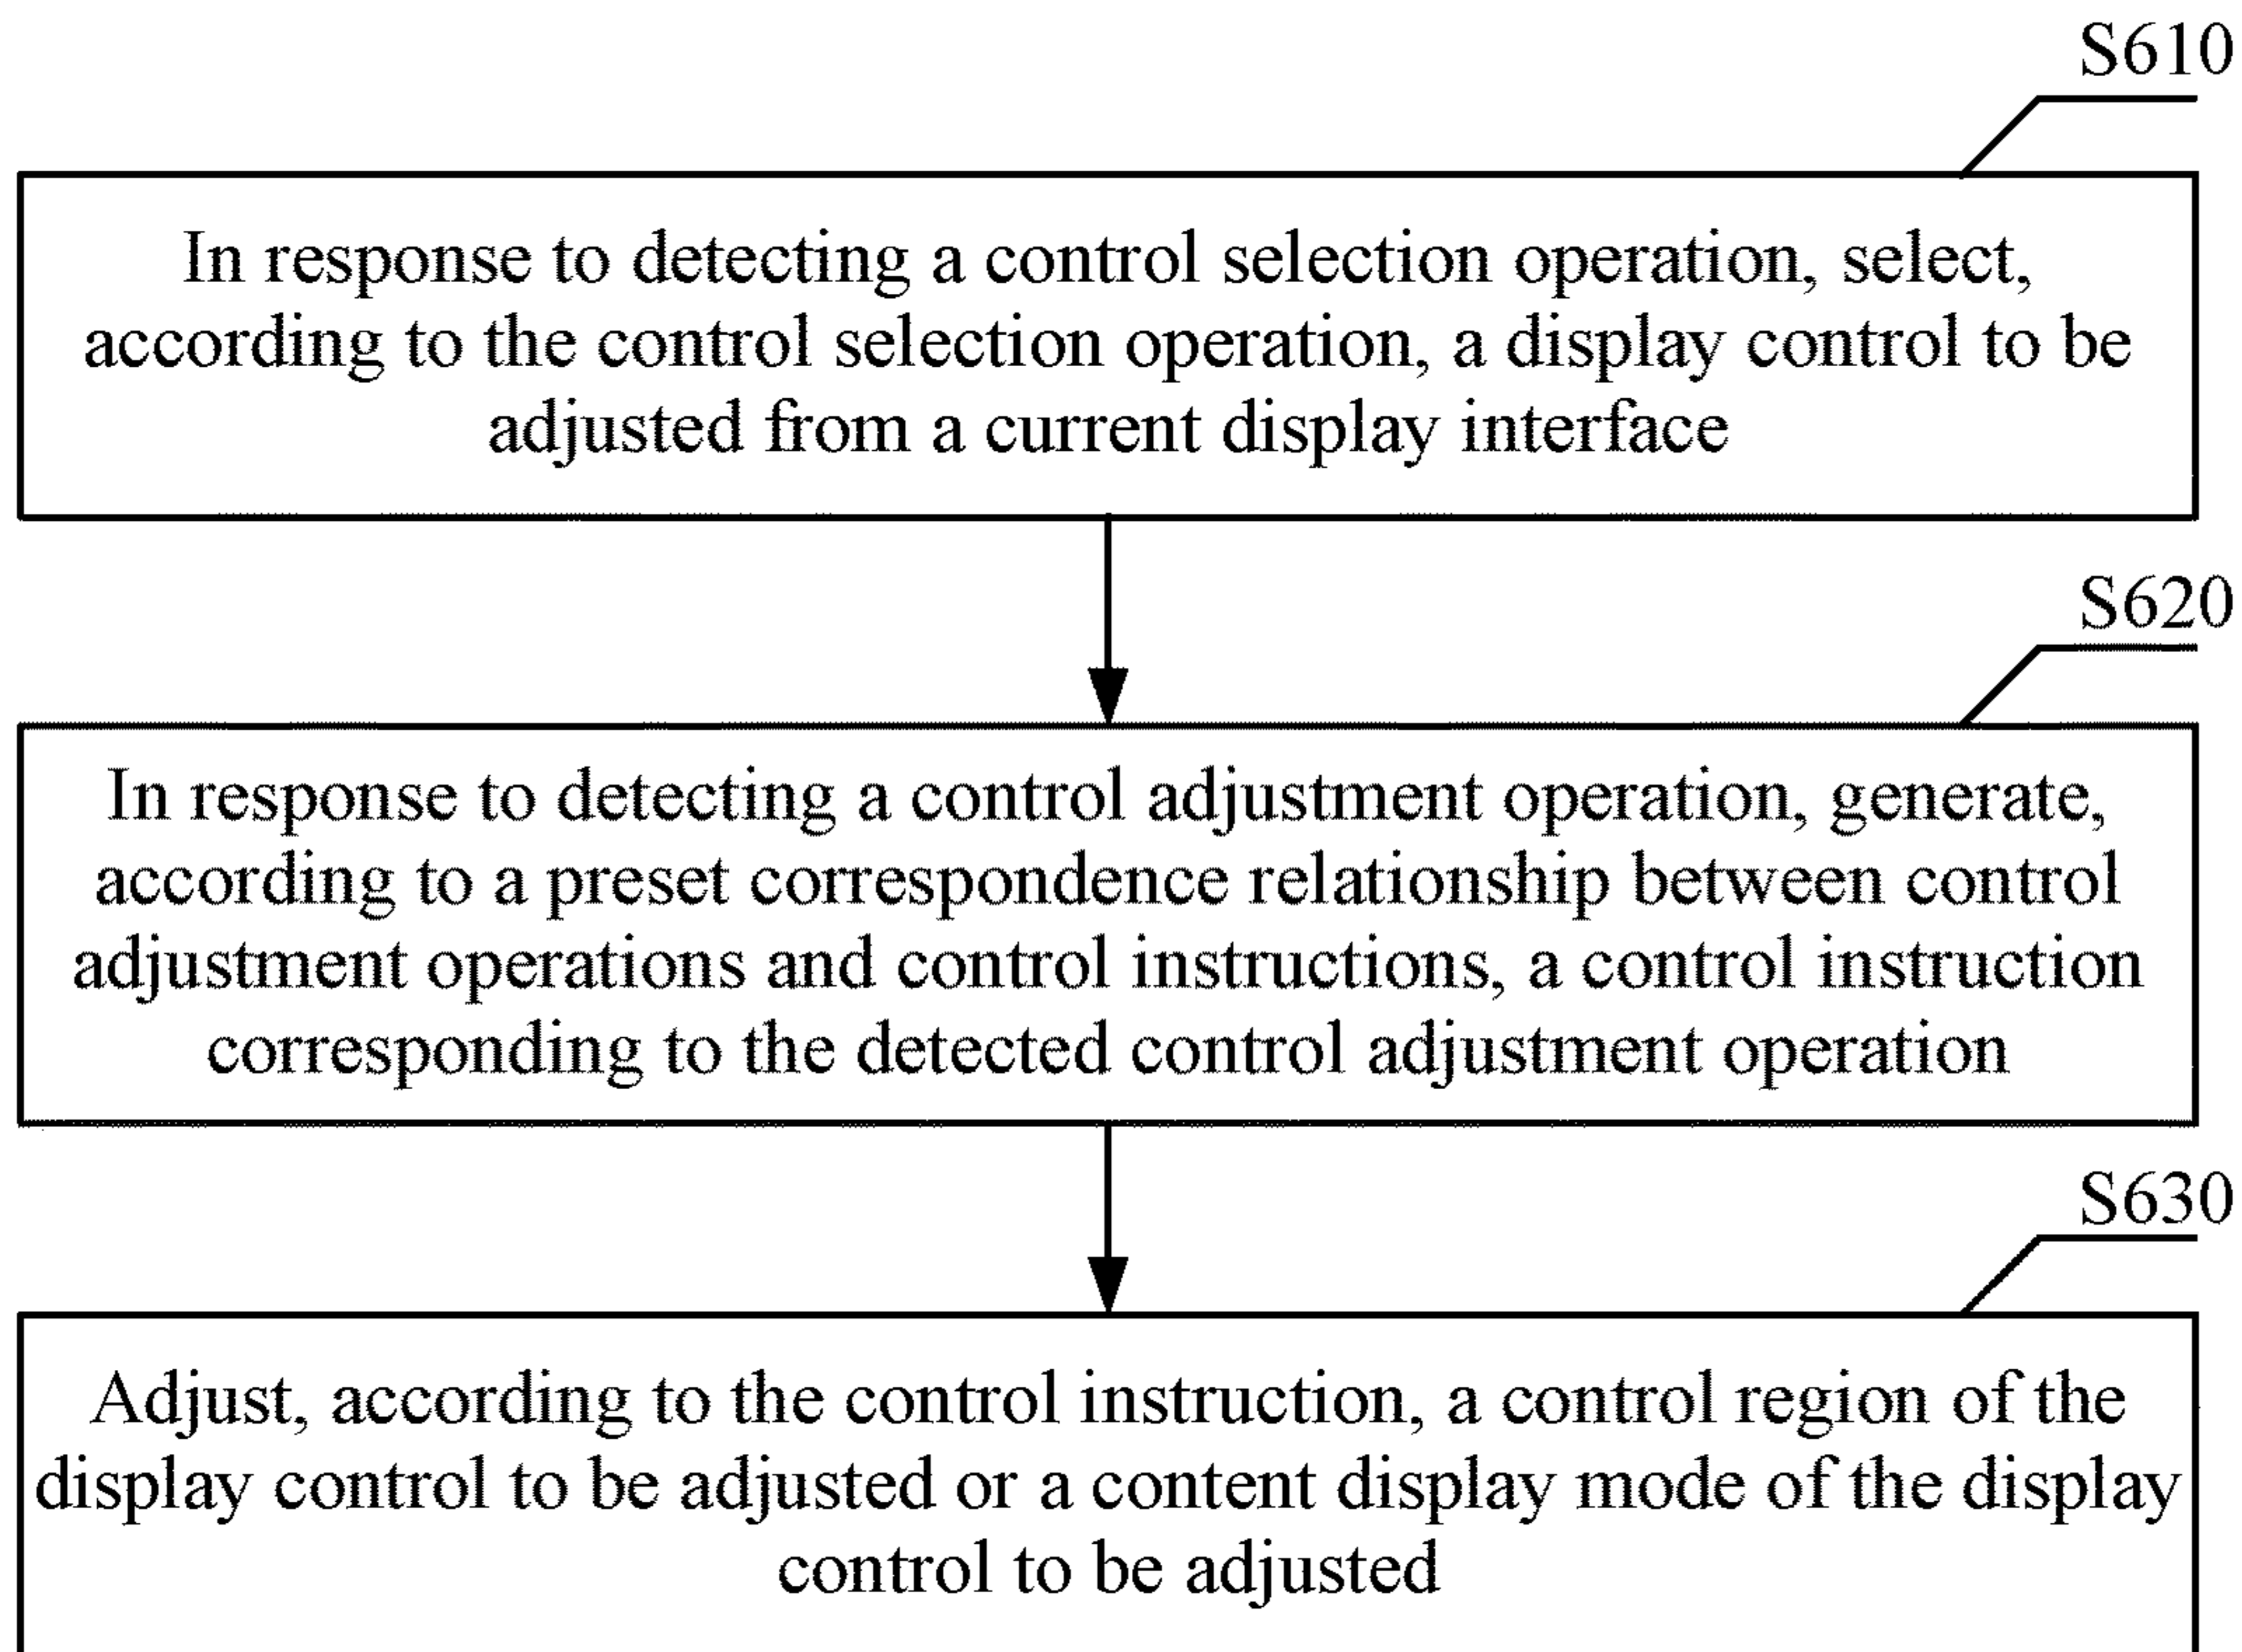 S610
In response to detecting a control selection operation, select,
according to the control selection operation, a display control to be
adjusted from a current display interface
S620
In response to detecting a control adjustment operation, generate,
according to a preset correspondence relationship between control
adjustment operations and control instructions, a control instruction
corresponding to the detected control adjustment operation
S630
Adjust, according to the control instruction, a control region of the
display control to be adjusted or a content display mode of the display
control to be adjusted